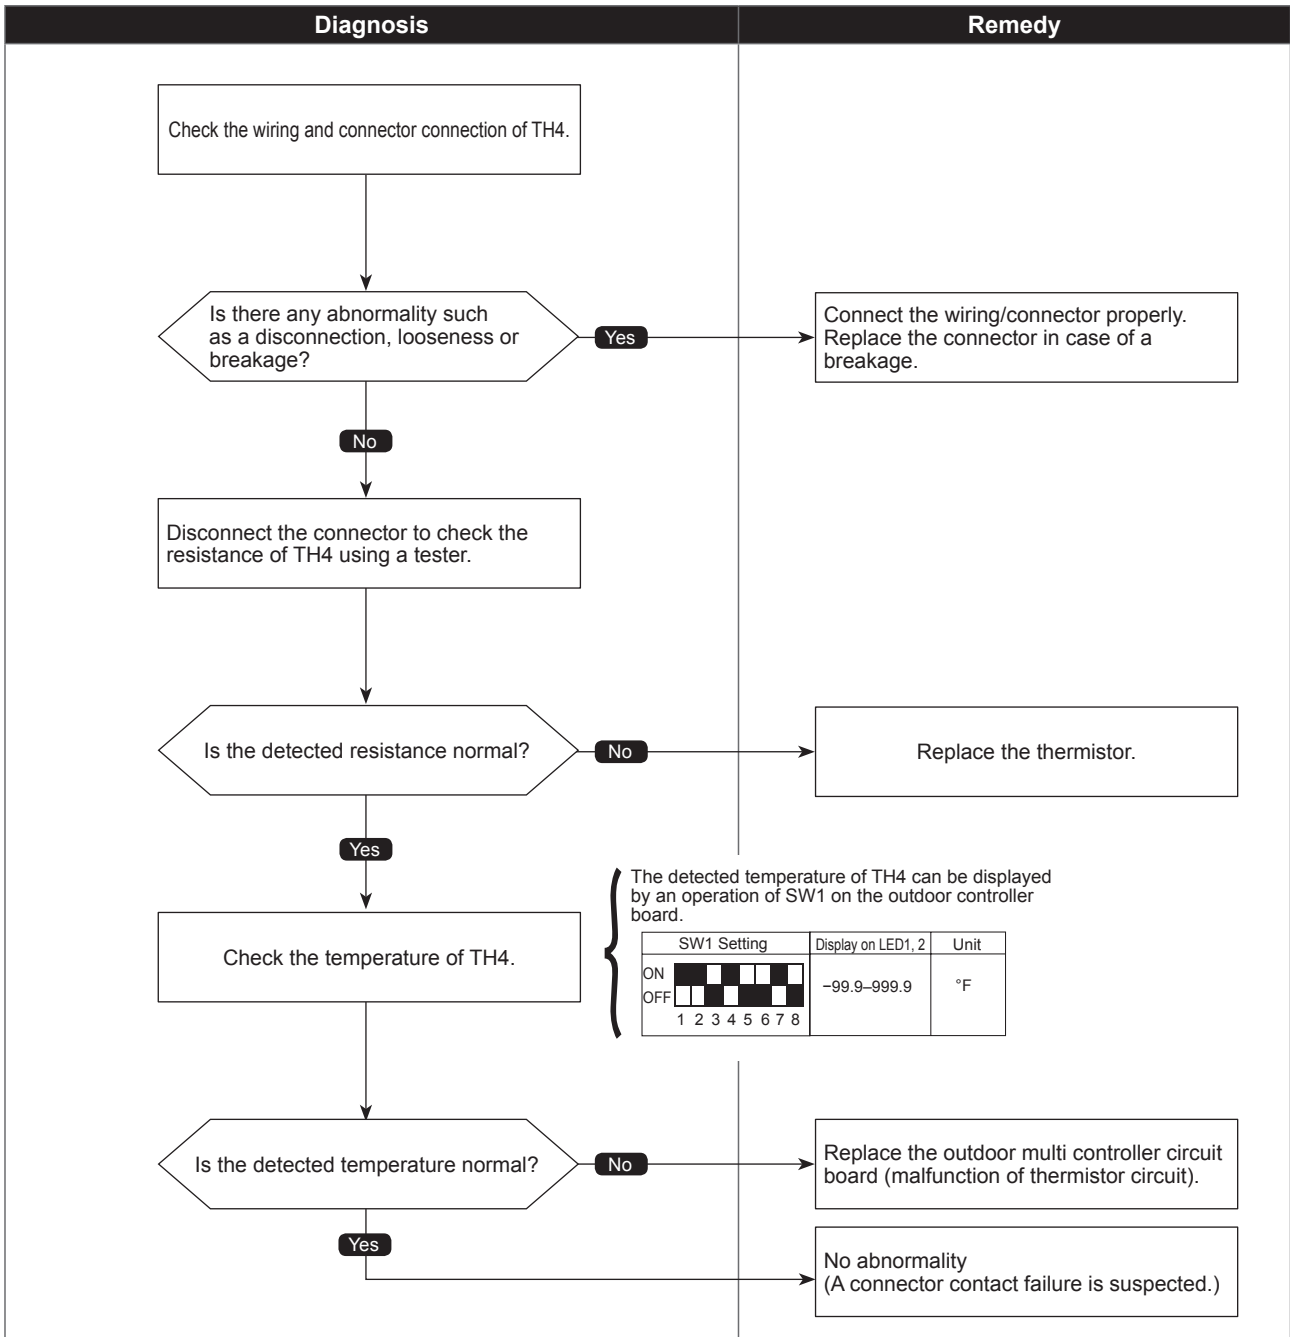 Diagnosis
Remedy
Check the wiring and connector connection of TH4.
Is there any abnormality such
as a disconnection, looseness or
breakage?
Yes
Connect the wiring/connector properly.
Replace the connector in case of a
breakage.
No
Disconnect the connector to check the
resistance of TH4 using a tester.
Is the detected resistance normal?
No
Replace the thermistor.
Yes
Check the temperature of TH4.
The detected temperature of TH4 can be displayed
by an operation of SW1 on the outdoor controller
board.
SW1 Setting
Display on LED1, 2
Unit
ON
OFF
1 2 3 4 5 6 7 8
−99.9–999.9
°F
Is the detected temperature normal?
No
Replace the outdoor multi controller circuit
board (malfunction of thermistor circuit).
Yes
No abnormality
(A connector contact failure is suspected.)